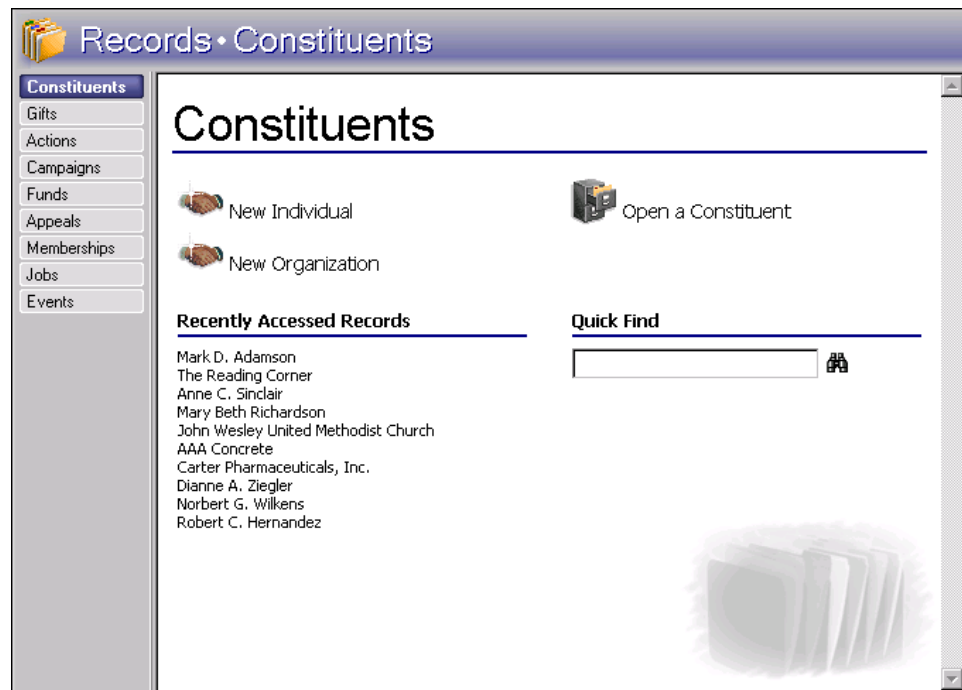 Records • Constituents
Constituents
Gifts
Actions
Campaigns
Funds
Appeals
Memberships
Jobs
Events
Constituents
New Individual
Open a Constituent
New Organization
Recently Accessed Records
Mark D. Adamson
The Reading Corner
Anne C. Sinclair
Mary Beth Richardson
John Wesley United Methodist Church
AAA Concrete
Carter Pharmaceuticals, Inc.
Dianne A. Ziegler
Norbert G. Wilkens
Robert C. Hernandez
Quick Find